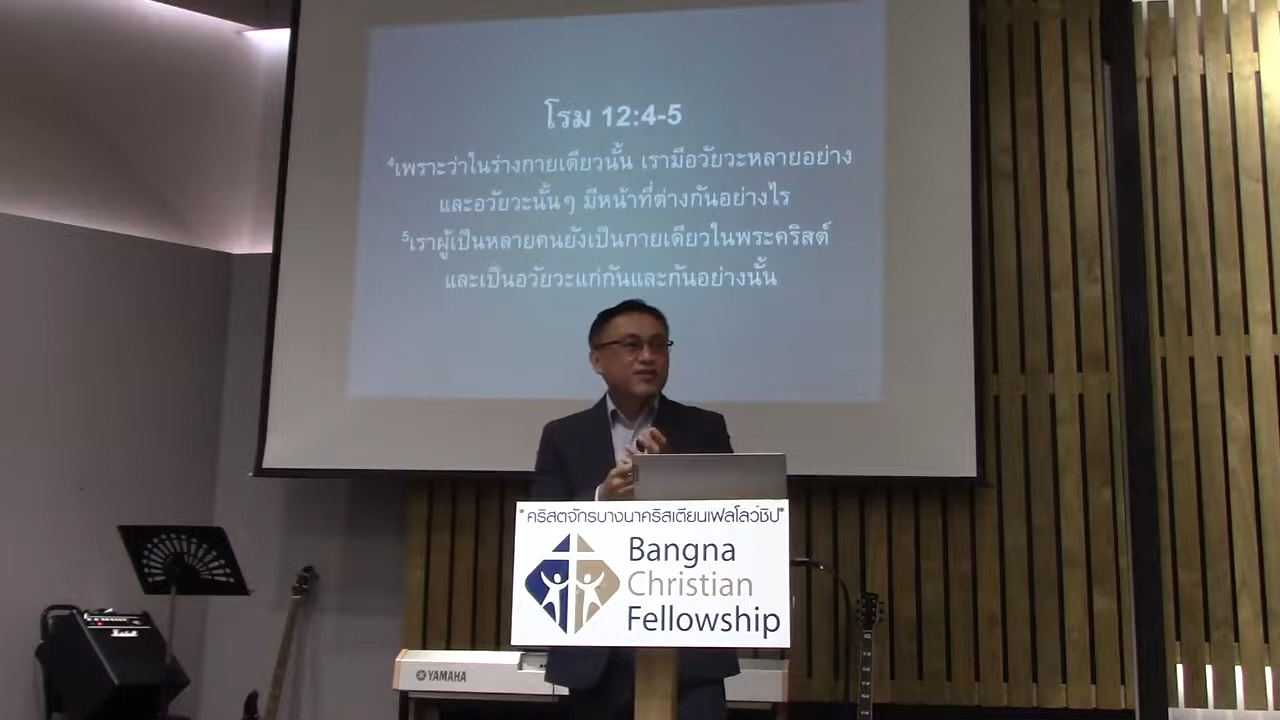 โรม 12:4-5
4เพราะว่าในร่างกายเดียวนั้น เรามีอวัยวะหลายอย่าง
และอวัยวะนั้นๆ มีหน้าที่ต่างกันอย่างไร
5เราผู้เป็นหลายคนยังเป็นกายเดียวในพระคริสต์
และเป็นอวัยวะแก่กันและกันอย่างนั้น
"คริสตจักรบางนาคริสเตียนเฟลโลว์ชิป"
Bangna
Christian
Fellowship
YAMAHA
Marshall